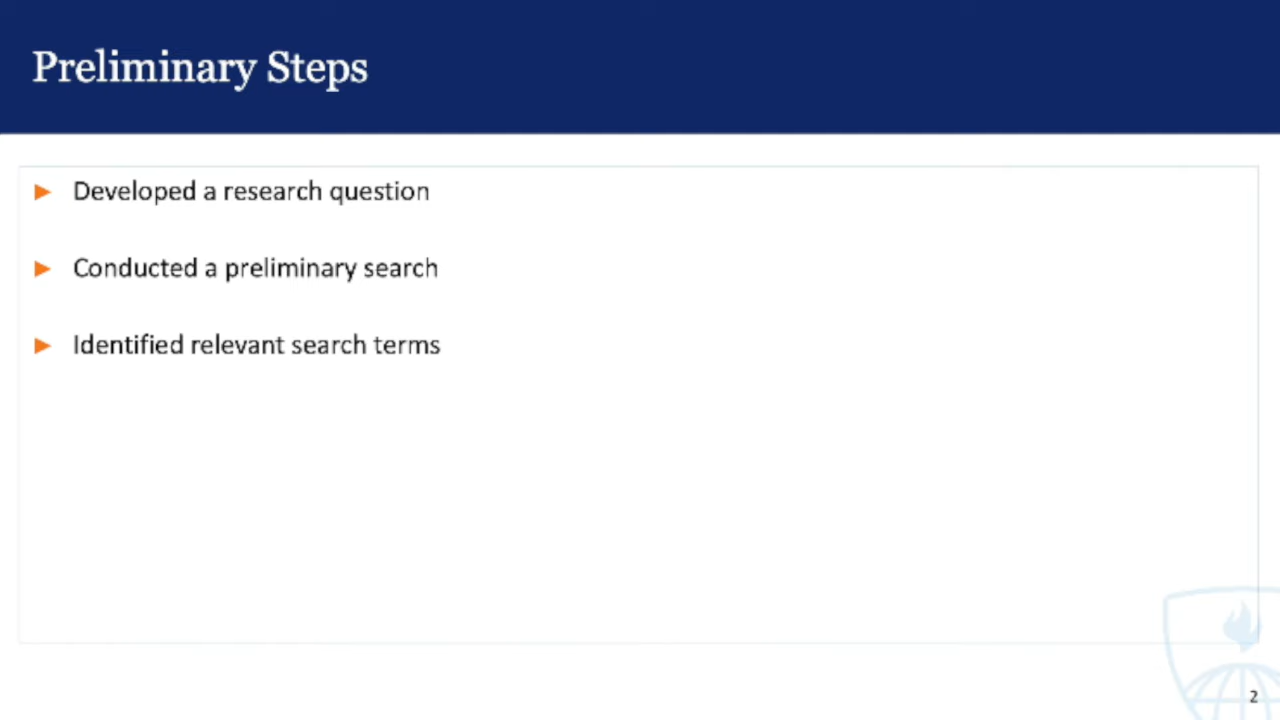 Preliminary Steps
► Developed a research question
► Conducted a preliminary search
► Identified relevant search terms
2